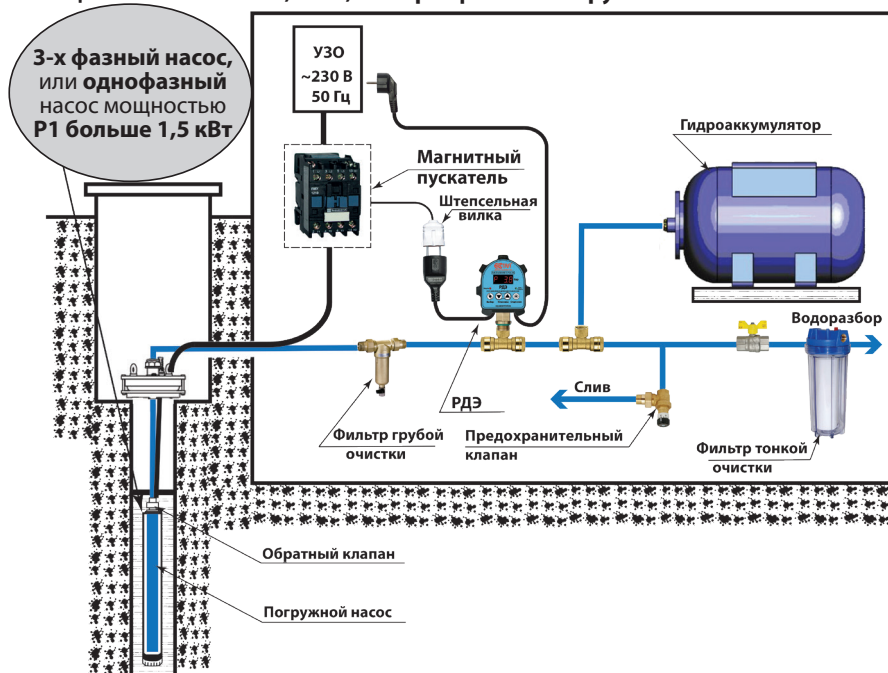 3-х фазный насос,
или однофазный
насос мощностью
Р1 больше 1,5 кВт
УЗО
~230 В
50 Гц
Магнитный
пускатель
Штепсельная
вилка
Гидроаккумулятор
Водоразбор
РДЭ
Слив
Фильтр грубой
очистки
Предохранительный
клапан
Фильтр тонкой
очистки
Обратный клапан
Погружной насос